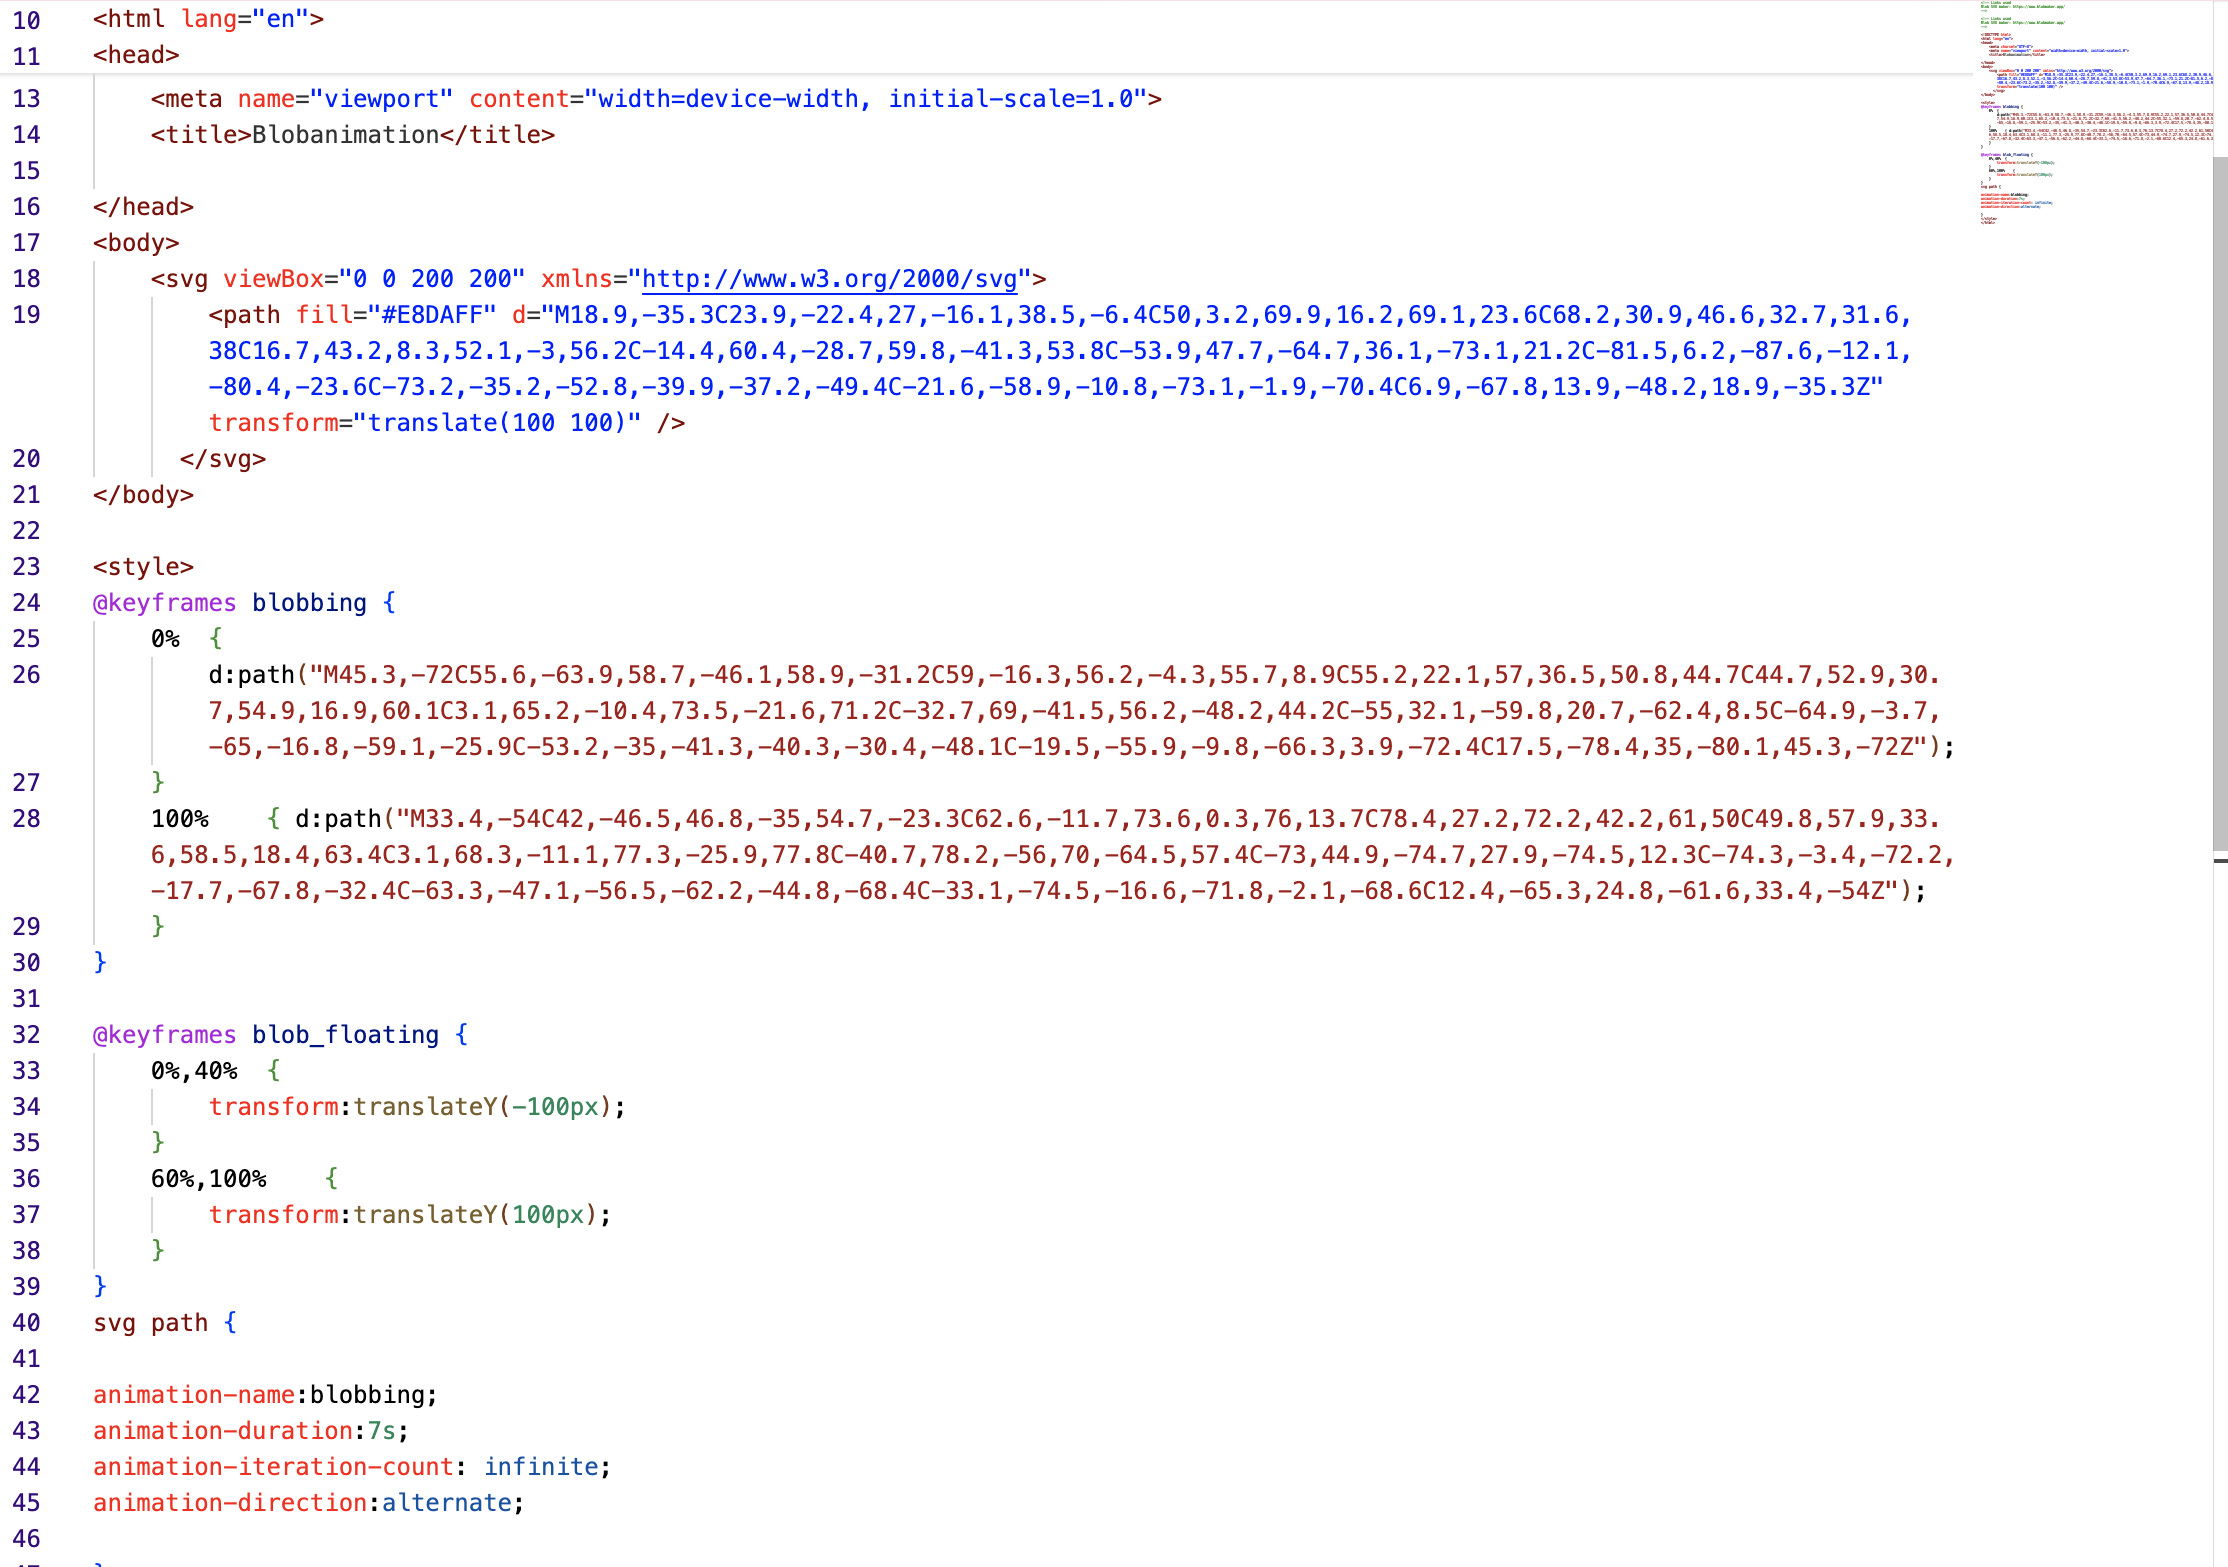 10 <html lang="en">
11 <head>
13 <meta name="viewport" content="width=device-width, initial-scale=1.0">
14 <title>Blobanimation</title>
15
16 </head>
17 <body>
18 <svg viewBox="0 0 200 200" xmlns="http://www.w3.org/2000/svg">
19 <path fill="#E8DAFF" d="M18.9,-35.3C23.9,-22.4,27,-16.1,38.5,-6.4C50,3.2,69.9,16.2,69.1,23.6C68.2,30.9,46.6,32.7,31.6,
38C16.7,43.2,8.3,52.1,-3,56.2C-14.4,60.4,-28.7,59.8,-41.3,53.8C-53.9,47.7,-64.7,36.1,-73.1,21.2C-81.5,6.2,-87.6,-12.1,
-80.4,-23.6C-73.2,-35.2,-52.8,-39.9,-37.2,-49.4C-21.6,-58.9,-10.8,-73.1,-1.9,-70.4C6.9,-67.8,13.9,-48.2,18.9,-35.3Z"
transform="translate(100 100)" />
20 </svg>
21 </body>
22
23 <style>
24 @keyframes blobbing {
25 0% {
26 d:path("M45.3,-72C55.6,-63.9,58.7,-46.1,58.9,-31.2C59,-16.3,56.2,-4.3,55.7,8.9C55.2,22.1,57,36.5,50.8,44.7C44.7,52.9,30.
7,54.9,16.9,60.1C3.1,65.2,-10.4,73.5,-21.6,71.2C-32.7,69,-41.5,56.2,-48.2,44.2C-55,32.1,-59.8,20.7,-62.4,8.5C-64.9,-3.7,
-65,-16.8,-59.1,-25.9C-53.2,-35,-41.3,-40.3,-30.4,-48.1C-19.5,-55.9,-9.8,-66.3,3.9,-72.4C17.5,-78.4,35,-80.1,45.3,-72Z");
27 }
28 100% { d:path("M33.4,-54C42,-46.5,46.8,-35,54.7,-23.3C62.6,-11.7,73.6,0.3,76,13.7C78.4,27.2,72.2,42.2,61,50C49.8,57.9,33.
6,58.5,18.4,63.4C3.1,68.3,-11.1,77.3,-25.9,77.8C-40.7,78.2,-56,70,-64.5,57.4C-73,44.9,-74.7,27.9,-74.5,12.3C-74.3,-3.4,-72.2,
-17.7,-67.8,-32.4C-63.3,-47.1,-56.5,-62.2,-44.8,-68.4C-33.1,-74.5,-16.6,-71.8,-2.1,-68.6C12.4,-65.3,24.8,-61.6,33.4,-54Z");
29 }
30 }
31
32 @keyframes blob_floating {
33 0%,40% {
34 transform:translateY(-100px);
35 }
36 60%,100% {
37 transform:translateY(100px);
38 }
39 }
40 svg path {
41
42 animation-name:blobbing;
43 animation-duration:7s;
44 animation-iteration-count: infinite;
45 animation-direction:alternate;
46